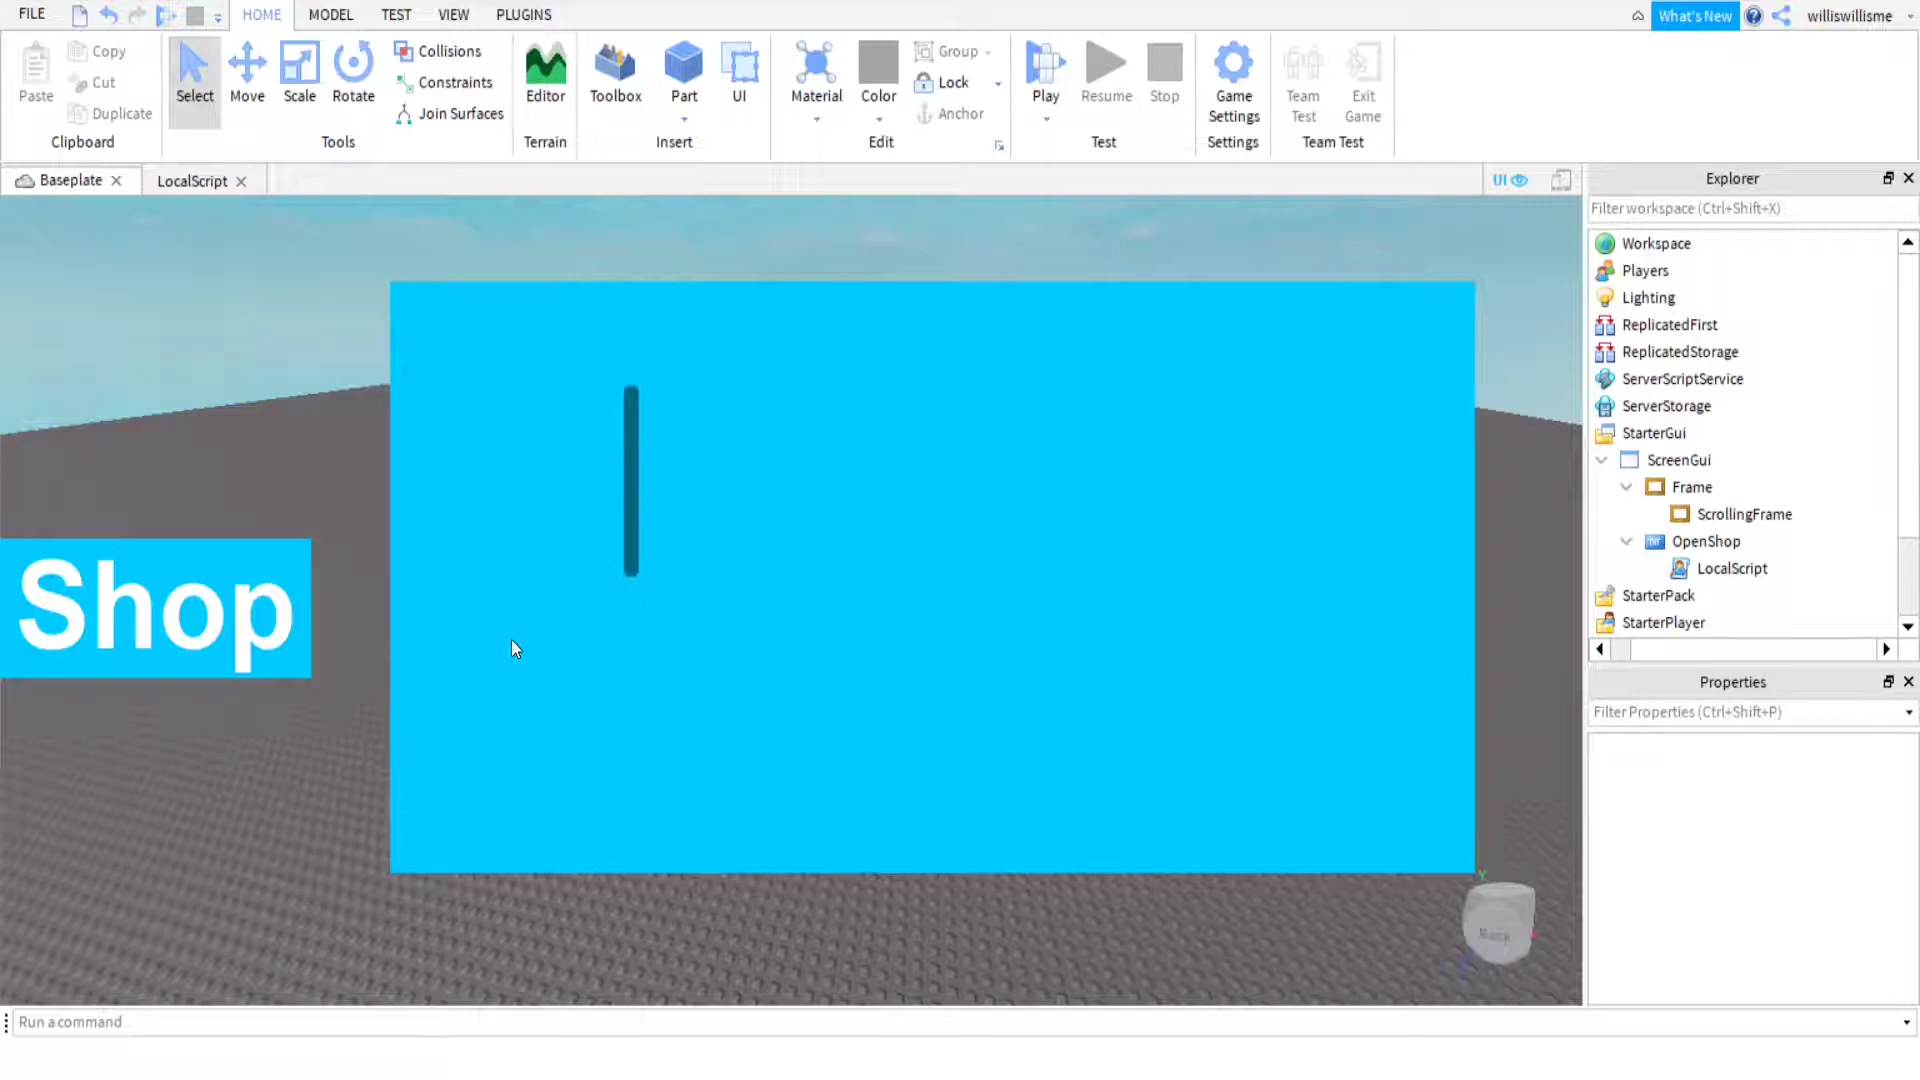 FILE
HOME
MODEL
TEST
VIEW
PLUGINS
What's New
williswillisme
Paste
Copy
Cut
Duplicate
Clipboard
Select
Move
Scale
Rotate
Collisions
Constraints
Join Surfaces
Tools
Editor
Terrain
Toolbox
Part
UI
Insert
Material
Color
Group
Lock
Anchor
Edit
Play
Resume
Stop
Test
Game
Settings
Settings
Team
Test
Exit
Game
Team Test
Baseplate
LocalScript
UI
Explorer
Filter workspace (Ctrl+Shift+X)
Workspace
Players
Lighting
ReplicatedFirst
ReplicatedStorage
ServerScriptService
ServerStorage
StarterGui
ScreenGui
Frame
ScrollingFrame
OpenShop
LocalScript
StarterPack
StarterPlayer
Properties
Filter Properties (Ctrl+Shift+P)
Shop
Back
Y
Run a command